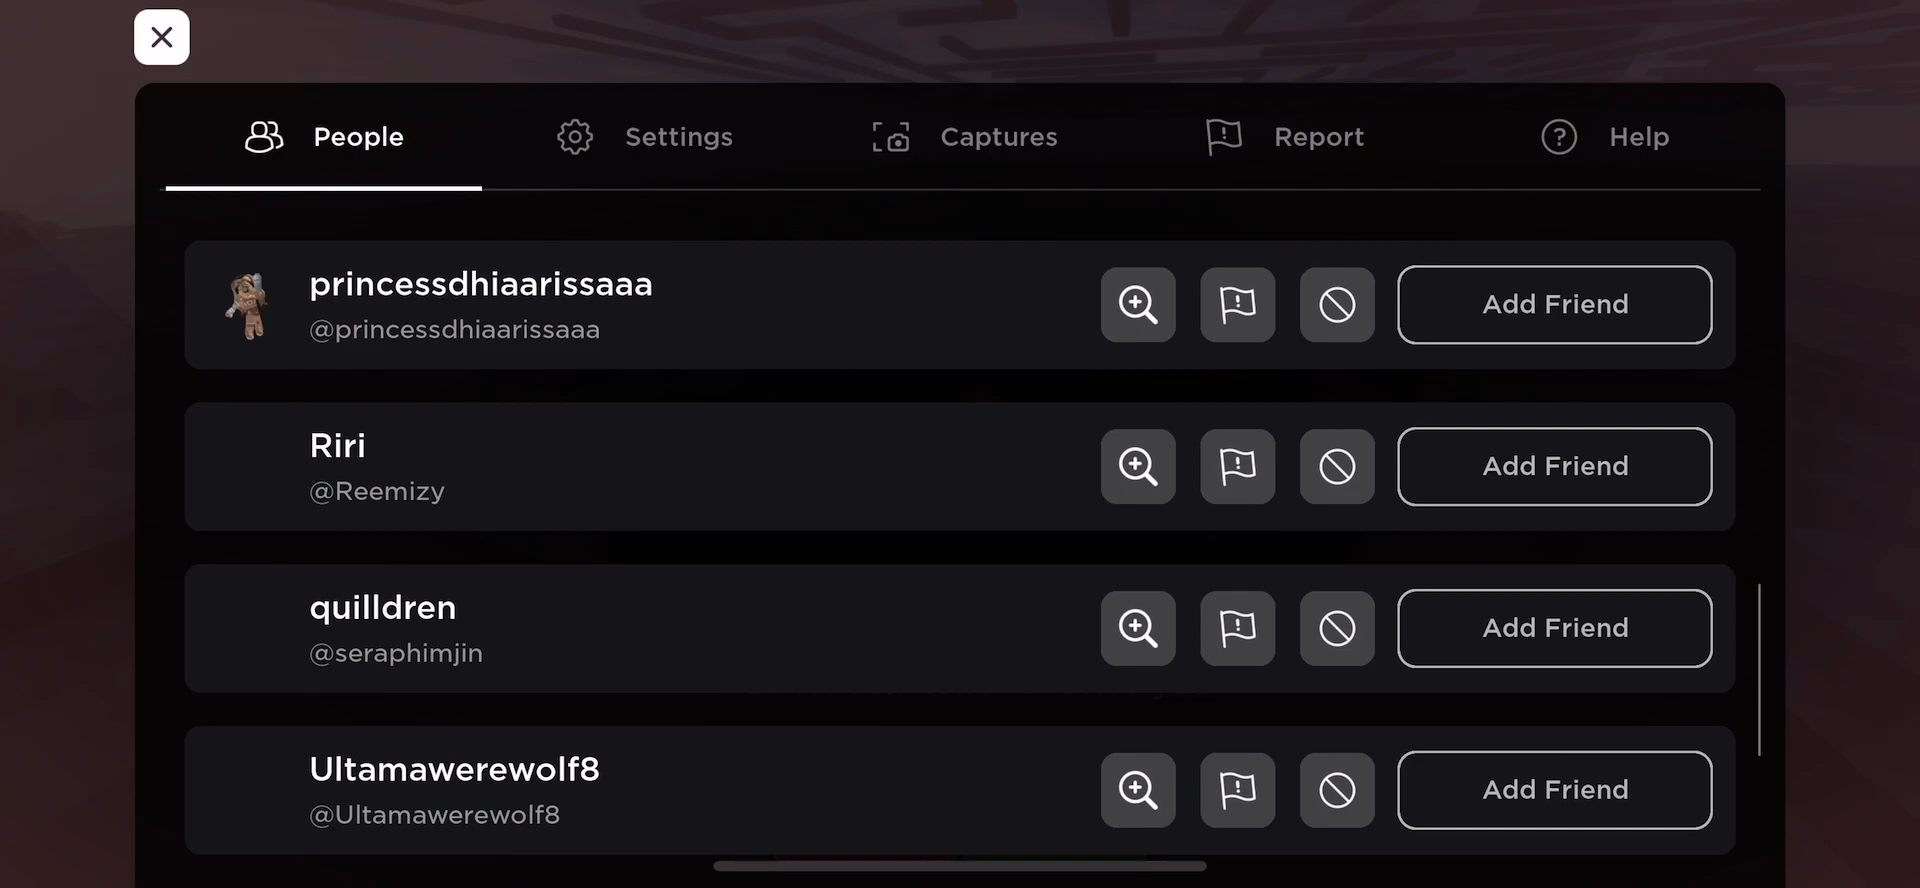 People
Settings
Captures
Report
Help
princessdhiaarissaaa
@princessdhiaarissaaa
Add Friend
Riri
@Reemizy
Add Friend
quilldren
@seraphimjin
Add Friend
Ultamawerewolf8
@Ultamawerewolf8
Add Friend